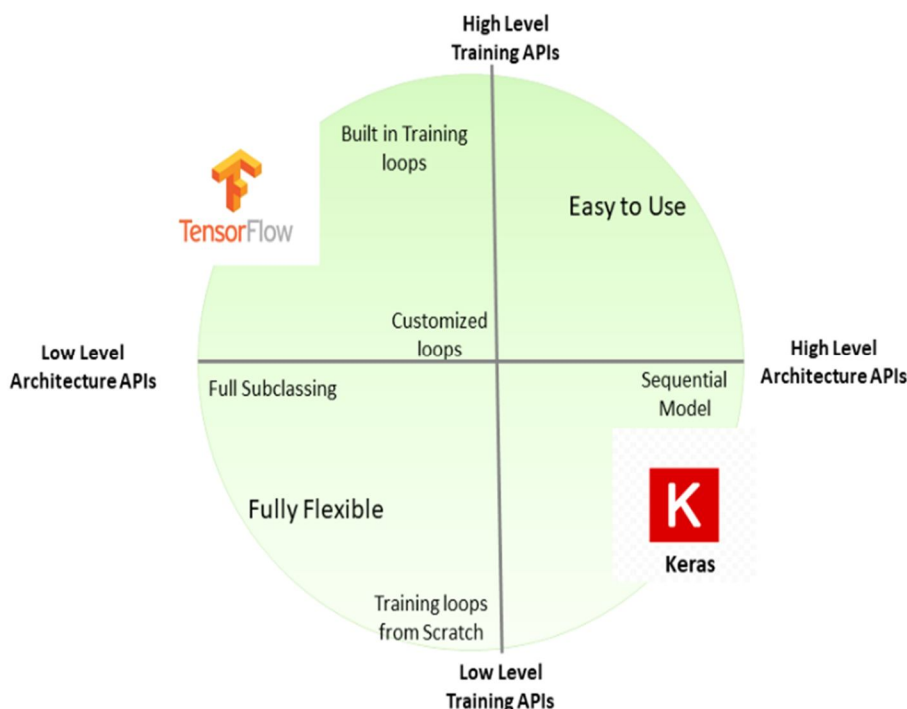 High Level
Training APIs
Built in Training
loops
TensorFlow
Easy to Use
Customized
loops
Low Level
Architecture APIs
High Level
Architecture APIs
Full Subclassing
Sequential
Model
Fully Flexible
K
Keras
Training loops
from Scratch
Low Level
Training APIs